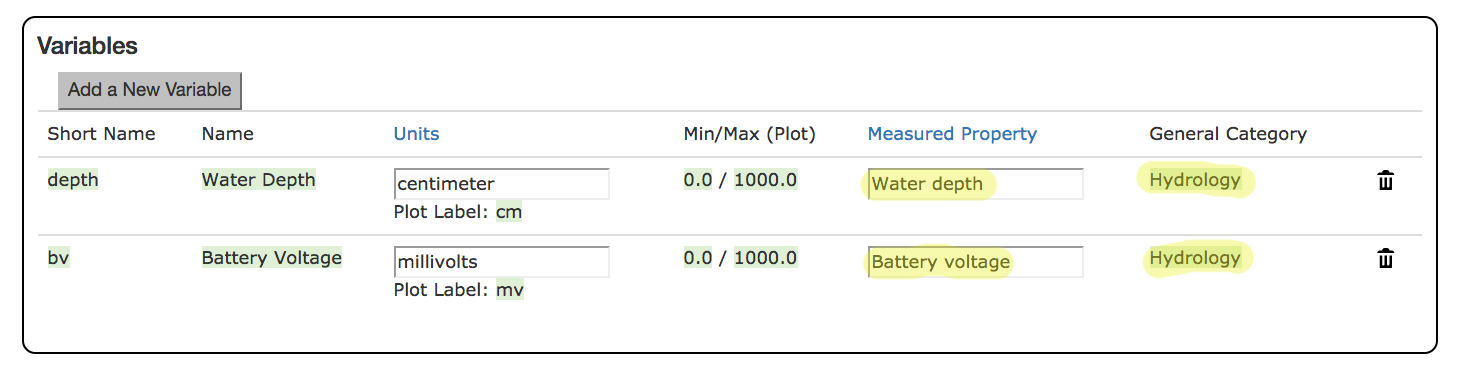 Variables
Add a New Variable
Short Name Name Units Min/Max (Plot) Measured Property General Category
depth Water Depth centimeter 0.0 / 1000.0 Water depth Hydrology
Plot Label: cm
bv Battery Voltage millivolts 0.0 / 1000.0 Battery voltage Hydrology
Plot Label: mv